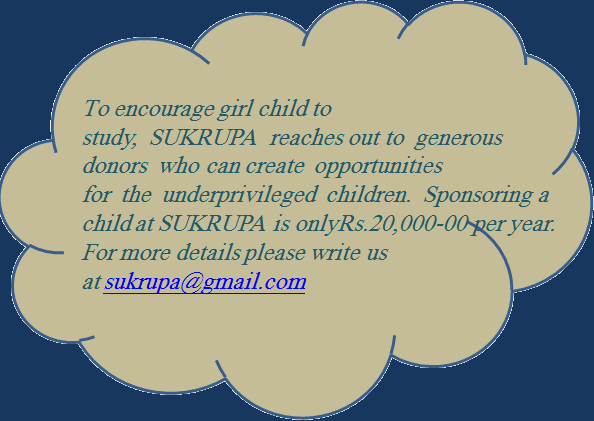 To encourage girl child to
study, SUKRUPA reaches out to generous
donors who can create opportunities
for the underprivileged children. Sponsoring a
child at SUKRUPA is onlyRs.20,000-00 per year.
For more details please write us
at sukrupa@gmail.com